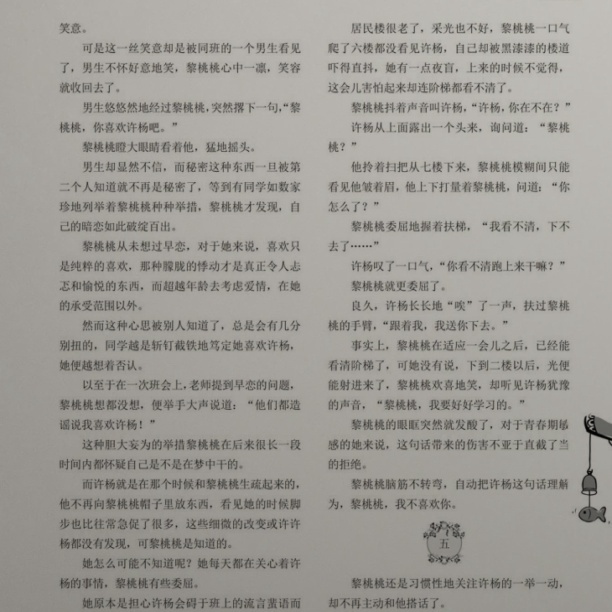 笑意。
可是这一丝笑意却是被同班的一个男生看见
了，男生不怀好意地笑，黎桃桃心中一凛，笑容
就收回去了。
男生悠悠然地经过黎桃桃，突然撂下一句，“黎
桃桃，你喜欢许杨吧。”
黎桃桃瞪大眼睛看着他，猛地摇头。
男生却显然不信，而秘密这种东西一旦被第
二个人知道就不再是秘密了，等到有同学如数家
珍地列举着黎桃桃种种举措，黎桃桃才发现，自
己的暗恋如此破绽百出。
黎桃桃从未想过早恋，对于她来说，喜欢只
是纯粹的喜欢，那种朦胧的悸动才是真正令人忐
忑和愉悦的东西，而超越年龄去考虑爱情，在她
的承受范围以外。
然而这种心思被别人知道了，总是会有几分
别扭的，同学越是斩钉截铁地笃定她喜欢许杨，
她便越想着否认。
以至于在一次班会上，老师提到早恋的问题，
黎桃桃想都没想，便举手大声说道：“他们都造
谣说我喜欢许杨！”
这种胆大妄为的举措黎桃桃在后来很长一段
时间内都怀疑自己是不是在梦中干的。
而许杨就是在那个时候和黎桃桃生疏起来的，
他不再向黎桃桃帽子里放东西，看见她的时候脚
步也比往常急促了很多，这些细微的改变或许许
杨都没有发现，可黎桃桃是知道的。
她怎么可能不知道呢？她每天都在关心着许
杨的事情，黎桃桃有些委屈。
她原本是担心许杨会碍于班上的流言蜚语而
居民楼很老了，采光也不好，黎桃桃一口气
爬了六楼都没看见许杨，自己却被黑漆漆的楼道
吓得直抖，她有一点夜盲，上来的时候不觉得，
这会儿害怕起来却连阶梯都看不清了。
黎桃桃抖着声音叫许杨，“许杨，你在不在？”
许杨从上面露出一个头来，询问道：“黎桃
桃？”
他拎着扫把从七楼下来，黎桃桃模糊间只能
看见他皱着眉，他上下打量着黎桃桃，问道：“你
怎么了？”
黎桃桃委屈地握着扶梯，“我看不清，下不
去了……”
许杨叹了一口气，“你看不清跑上来干嘛？”
黎桃桃就更委屈了。
良久，许杨长长地“唉”了一声，扶过黎桃
桃的手臂，“跟着我，我送你下去。”
事实上，黎桃桃在适应一会儿之后，已经能
看清阶梯了，可她没有说，下到二楼以后，光便
能射进来了，黎桃桃欢喜地笑，却听见许杨犹豫
的声音，“黎桃桃，我要好好学习的。”
黎桃桃的眼眶突然就发酸了，对于青春期敏
感的她来说，这句话带来的伤害不亚于直截了当
的拒绝。
黎桃桃脑筋不转弯，自动把许杨这句话理解
为，黎桃桃，我不喜欢你。
五
黎桃桃还是习惯性地关注许杨的一举一动，
却不再主动和他搭话了。